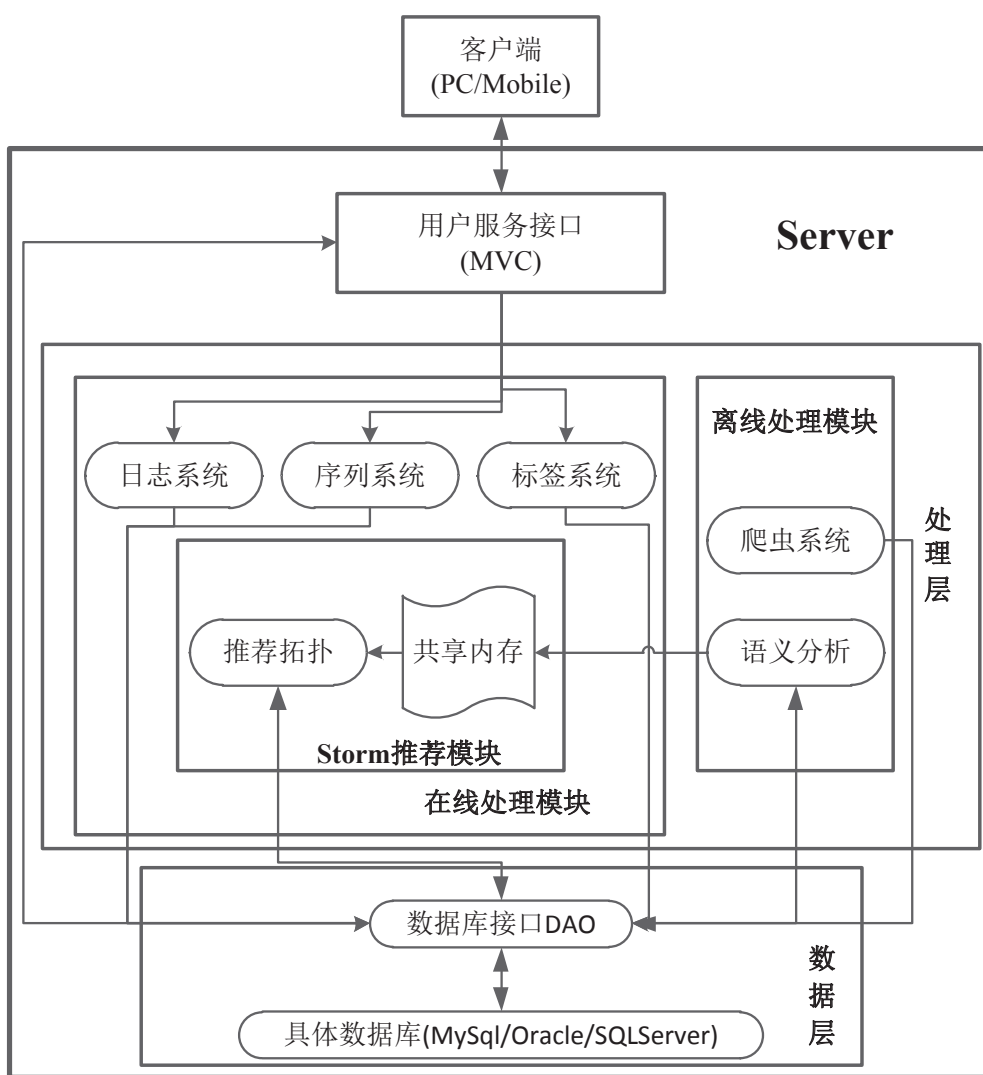 客户端
(PC/Mobile)
用户服务接口
(MVC)
Server
离线处理模块
日志系统
序列系统
标签系统
爬虫系统
处
理
层
推荐拓扑
共享内存
语义分析
Storm推荐模块
在线处理模块
数据库接口DAO
数
据
层
具体数据库(MySql/Oracle/SQLServer)